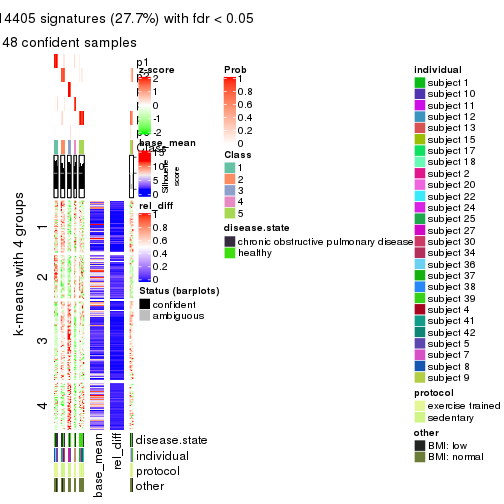 14405 signatures (27.7%) with fdr < 0.05
48 confident samples
p1
z-score
2
1
0
-1
-2
base_mean
15
10
5
0
Silhouette
score
rel_diff
1
0.8
0.6
0.4
0.2
0
Status (barplots)
confident
ambiguous
Prob
1
0.8
0.6
0.4
0.2
0
Class
1
2
3
4
5
disease.state
chronic obstructive pulmonary disease
healthy
individual
subject 1
subject 10
subject 11
subject 12
subject 13
subject 15
subject 17
subject 18
subject 2
subject 20
subject 22
subject 24
subject 25
subject 27
subject 30
subject 34
subject 36
subject 37
subject 38
subject 39
subject 4
subject 41
subject 42
subject 5
subject 7
subject 8
subject 9
protocol
exercise trained
sedentary
other
BMI: low
BMI: normal
k-means with 4 groups
1
2
3
4
base_mean
rel_diff
disease.state
individual
protocol
other